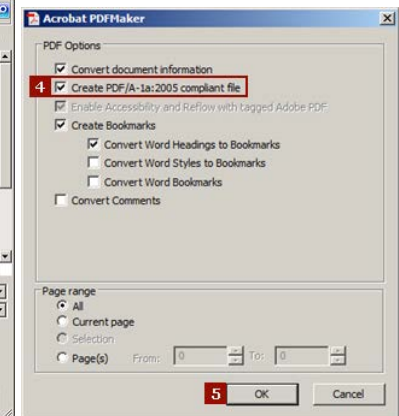 Acrobat PDFMaker
PDF Options
Convert document information
4 Create PDF/A-1a:2005 compliant file
Enable Accessibility and Reflow with tagged Adobe PDF
Create Bookmarks
Convert Word Headings to Bookmarks
Convert Word Styles to Bookmarks
Convert Word Bookmarks
Convert Comments
Page range
All
Current page
Selection
Page(s) From: 0 To: 0
5 OK Cancel